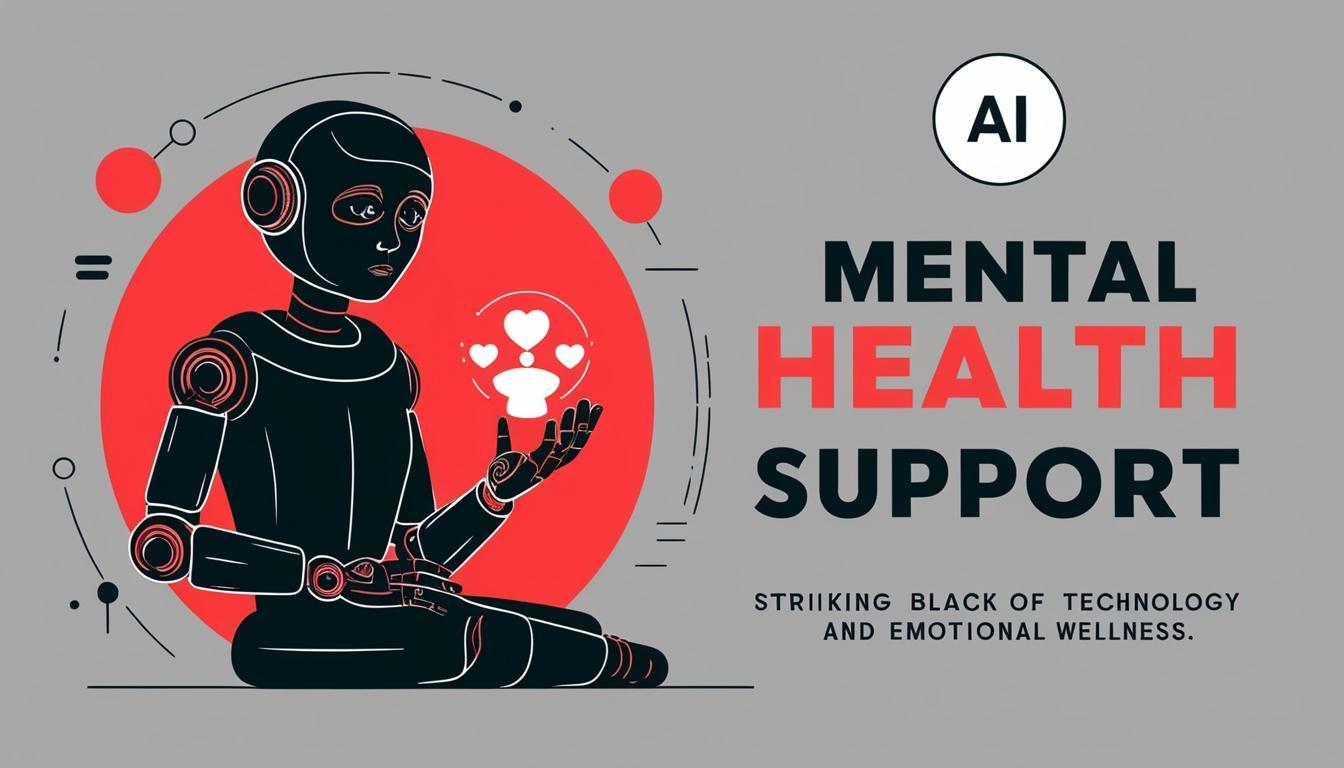 AI
MENTAL
HEALTH
SUPPORT
STRIIKING BLACK OF TECHNOLOGY
AND EMOTIONAL WELLNESS.